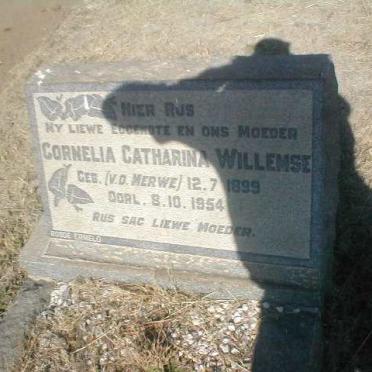 HIER RUS
MY LIEWE EGGENOTE EN ONS MOEDER
CORNELIA CATHARINA WILLEMSE
GEB. (V.D. MERWE) 12.7.1899
OORL. 8.10.1954
RUS SAG LIEWE MOEDER.
ERMELO